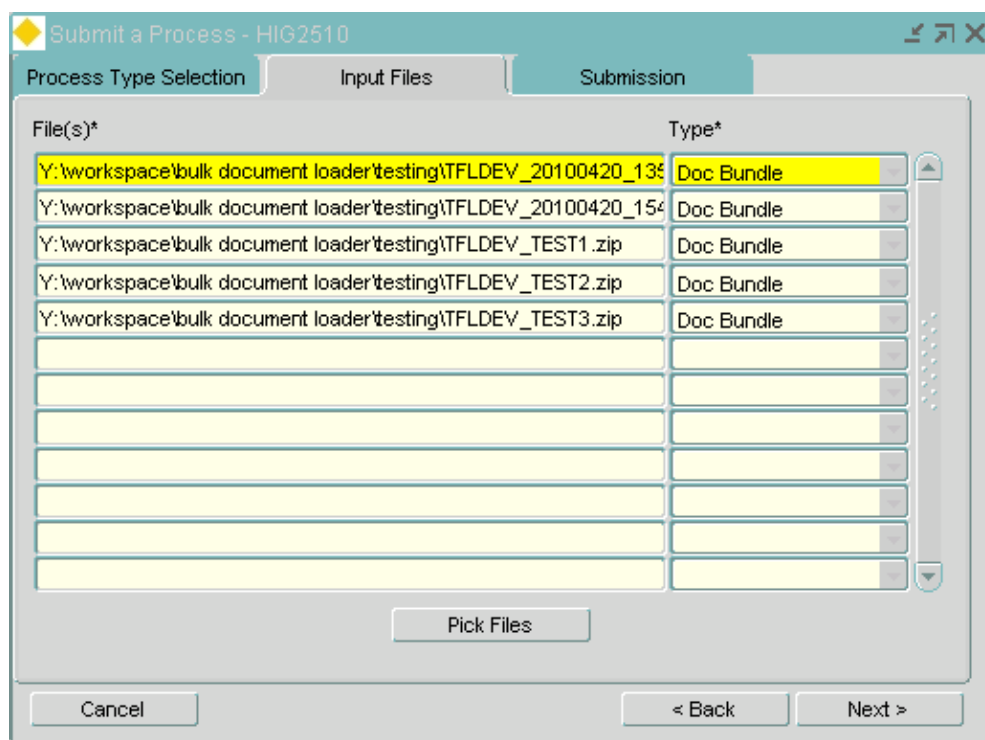 Submit a Process - HIG2510
Process Type Selection Input Files Submission
File(s)* Type*
Y:\workspace\bulk document loader\testing\TFLDEV_20100420_135 Doc Bundle
Y:\workspace\bulk document loader\testing\TFLDEV_20100420_154 Doc Bundle
Y:\workspace\bulk document loader\testing\TFLDEV_TEST1.zip Doc Bundle
Y:\workspace\bulk document loader\testing\TFLDEV_TEST2.zip Doc Bundle
Y:\workspace\bulk document loader\testing\TFLDEV_TEST3.zip Doc Bundle
Pick Files
Cancel < Back Next >